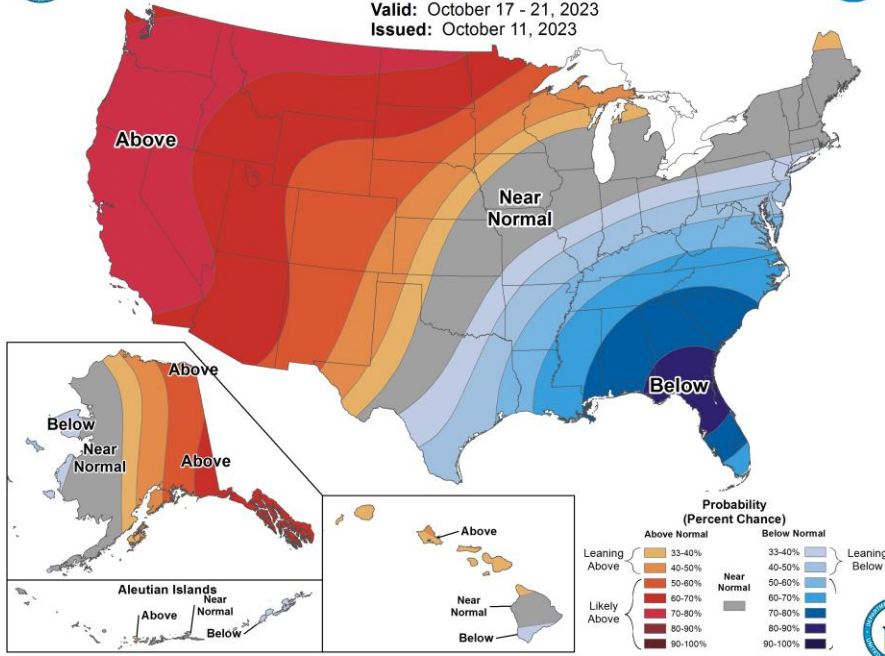 Valid: October 17 - 21, 2023
Issued: October 11, 2023
Above
Near
Normal
Below
Above
Below
Near
Normal
Above
Aleutian Islands
Above
Near
Normal
Below
Above
Near
Normal
Below
Probability
(Percent Chance)
Above Normal
Below Normal
Leaning
Above
33-40%
40-50%
Likely
Above
50-60%
60-70%
70-80%
80-90%
90-100%
Near
Normal
33-40%
40-50%
50-60%
60-70%
70-80%
80-90%
90-100%
Leaning
Below